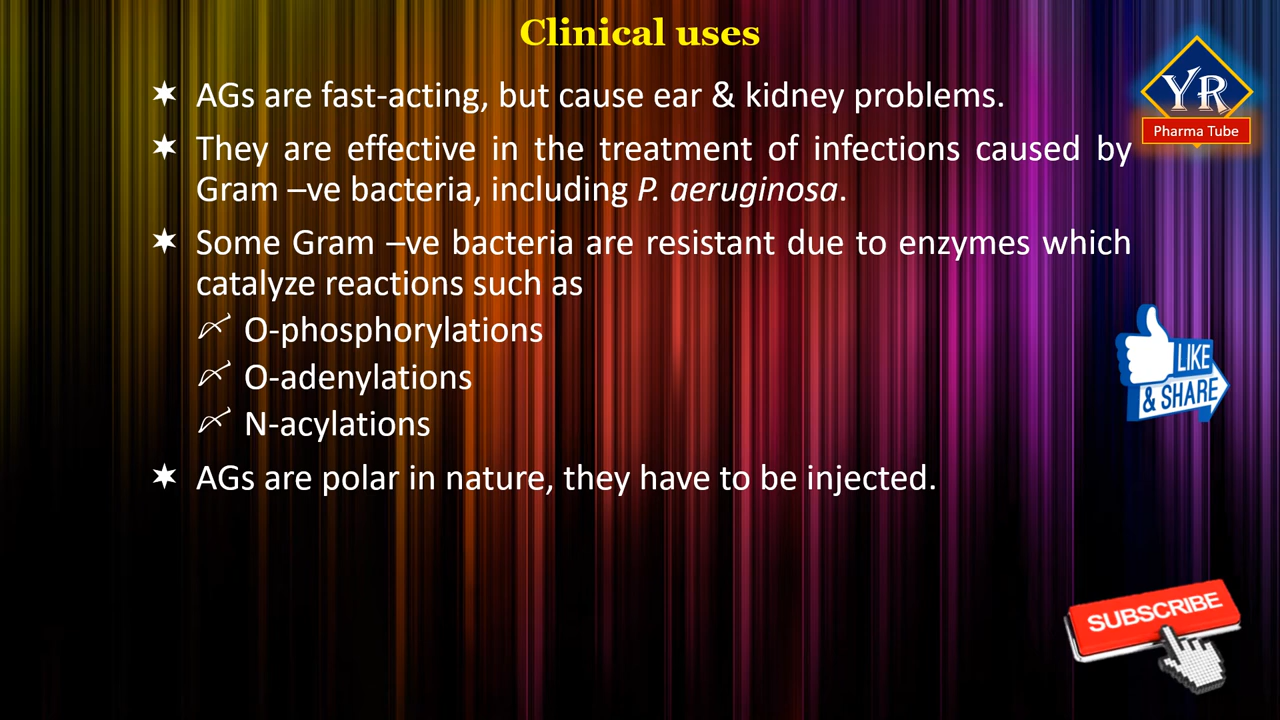 Clinical uses
AGs are fast-acting, but cause ear & kidney problems.
They are effective in the treatment of infections caused by
Gram –ve bacteria, including P. aeruginosa.
Some Gram –ve bacteria are resistant due to enzymes which
catalyze reactions such as
O-phosphorylations
O-adenylations
N-acylations
AGs are polar in nature, they have to be injected.
YR
Pharma Tube
LIKE
& SHARE
SUBSCRIBE